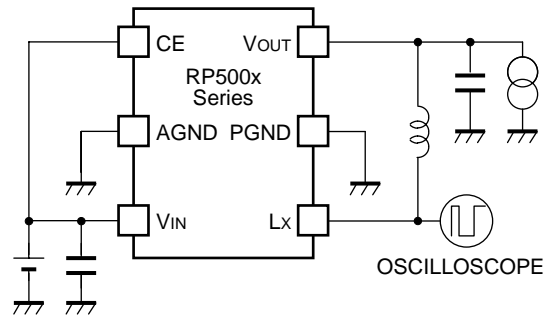 CE
VOUT
RP500x
Series
AGND
PGND
VIN
LX
OSCILLOSCOPE